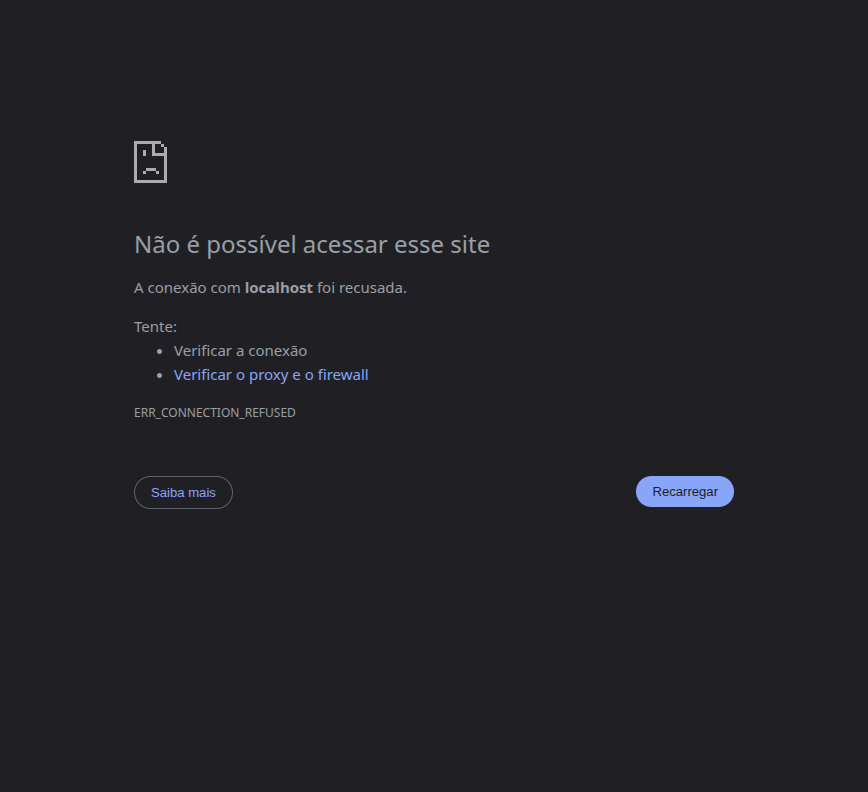 Não é possível acessar esse site
A conexão com localhost foi recusada.
Tente:
Verificar a conexão
Verificar o proxy e o firewall
ERR_CONNECTION_REFUSED
Saiba mais
Recarregar